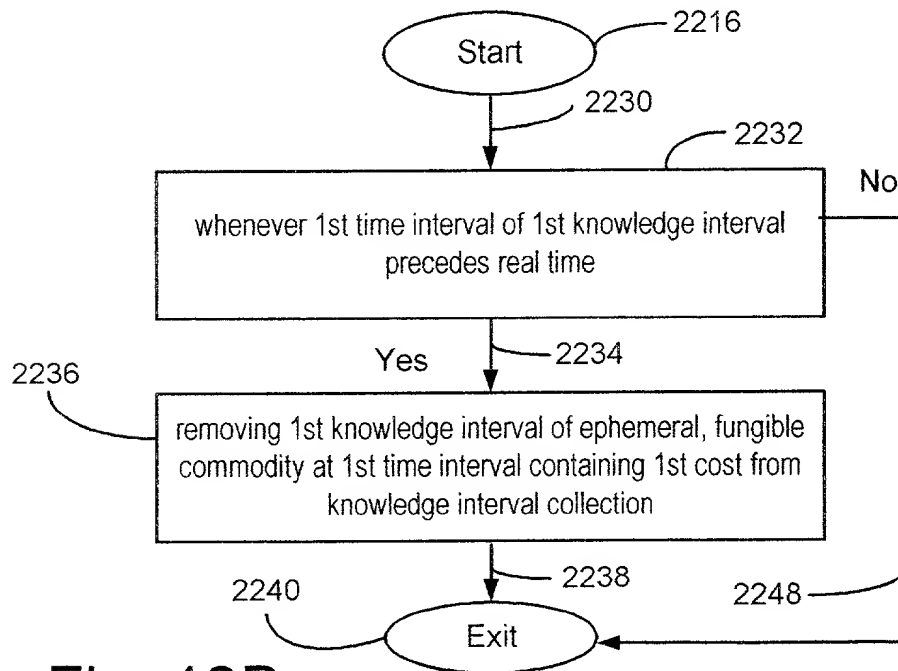 Start
2216
2230
2232
No
whenever 1st time interval of 1st knowledge interval
precedes real time
Yes
2234
2236
removing 1st knowledge interval of ephemeral, fungible
commodity at 1st time interval containing 1st cost from
knowledge interval collection
2238
2240
2248
Exit